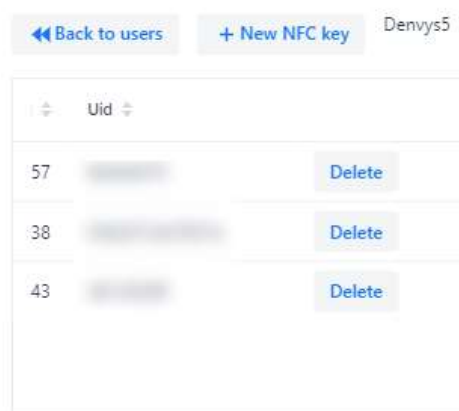 Back to users + New NFC key Denvys5
Uid
57 Delete
38 Delete
43 Delete